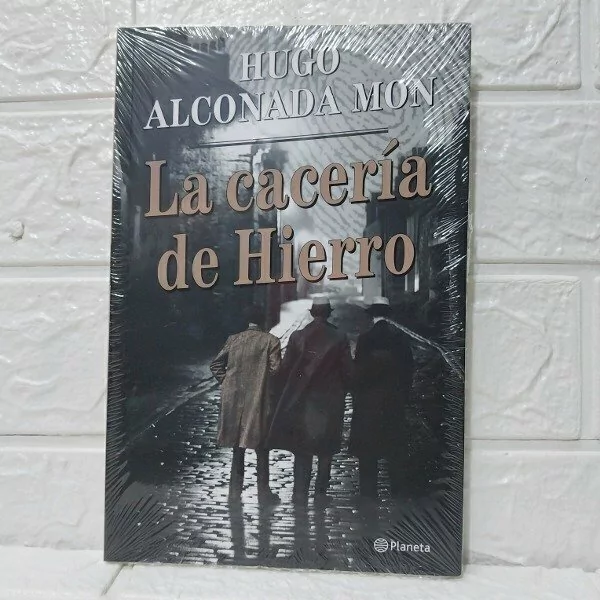 HUGO
ALCONADA MON
La cacería
de Hierro
Planeta